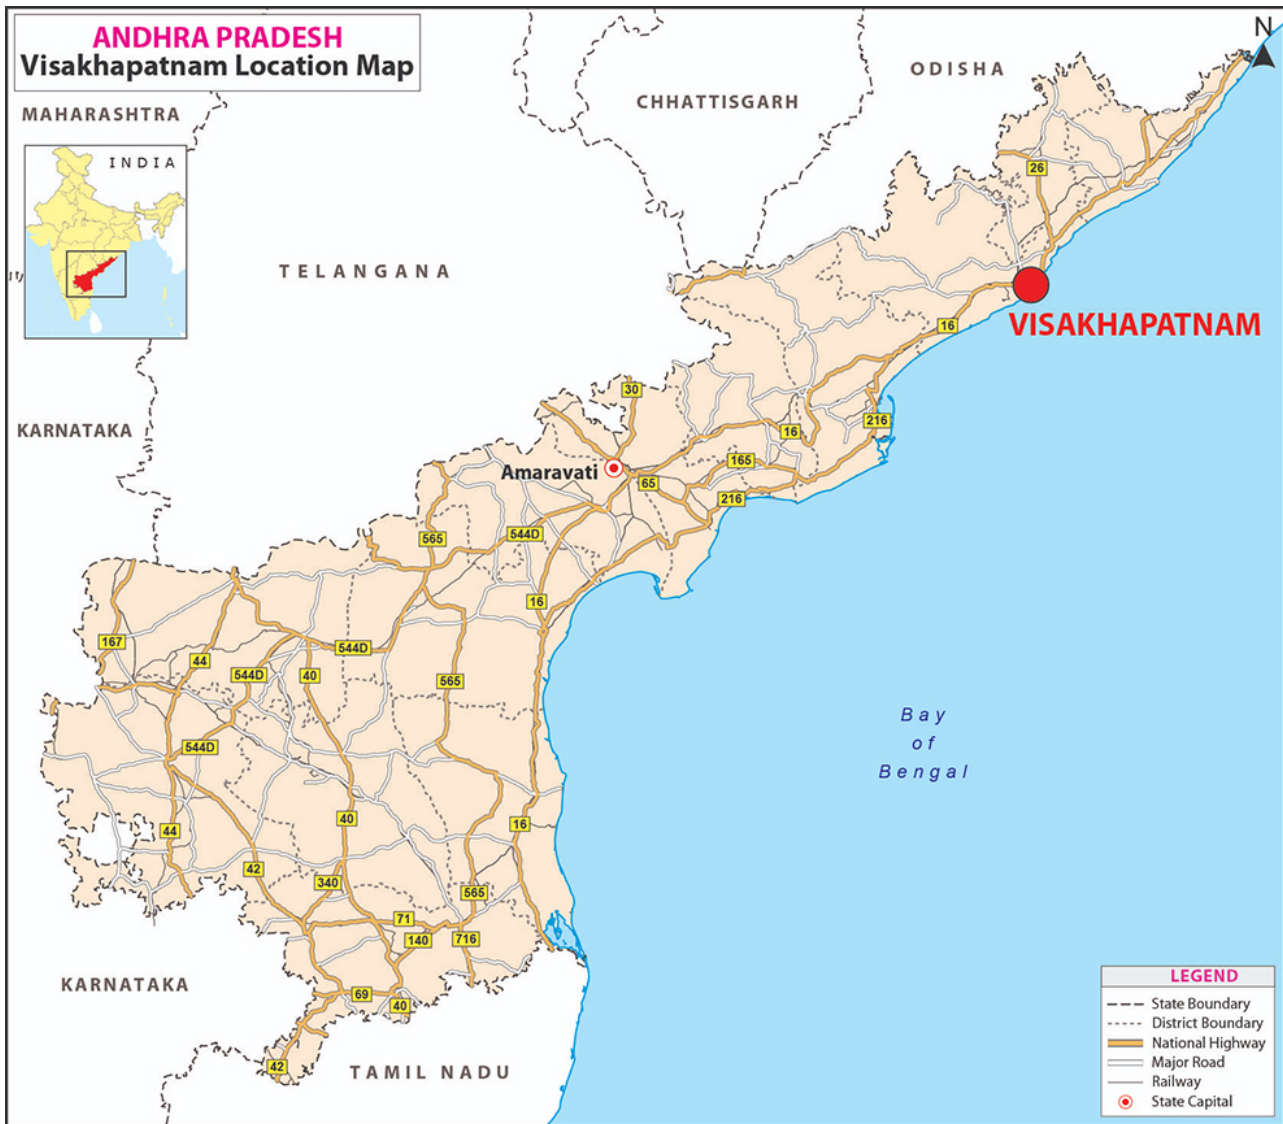 ANDHRA PRADESH
Visakhapatnam Location Map
N
ODISHA
CHHATTISGARH
MAHARASHTRA
INDIA
26
TELANGANA
VISAKHAPATNAM
16
30
KARNATAKA
216
16
Amaravati
165
65
216
565
544D
16
167
44
544D
544D
40
565
Bay
of
Bengal
544D
40
44
16
42
340
565
71
140
716
KARNATAKA
69
40
42
TAMIL NADU
LEGEND
State Boundary
District Boundary
National Highway
Major Road
Railway
State Capital